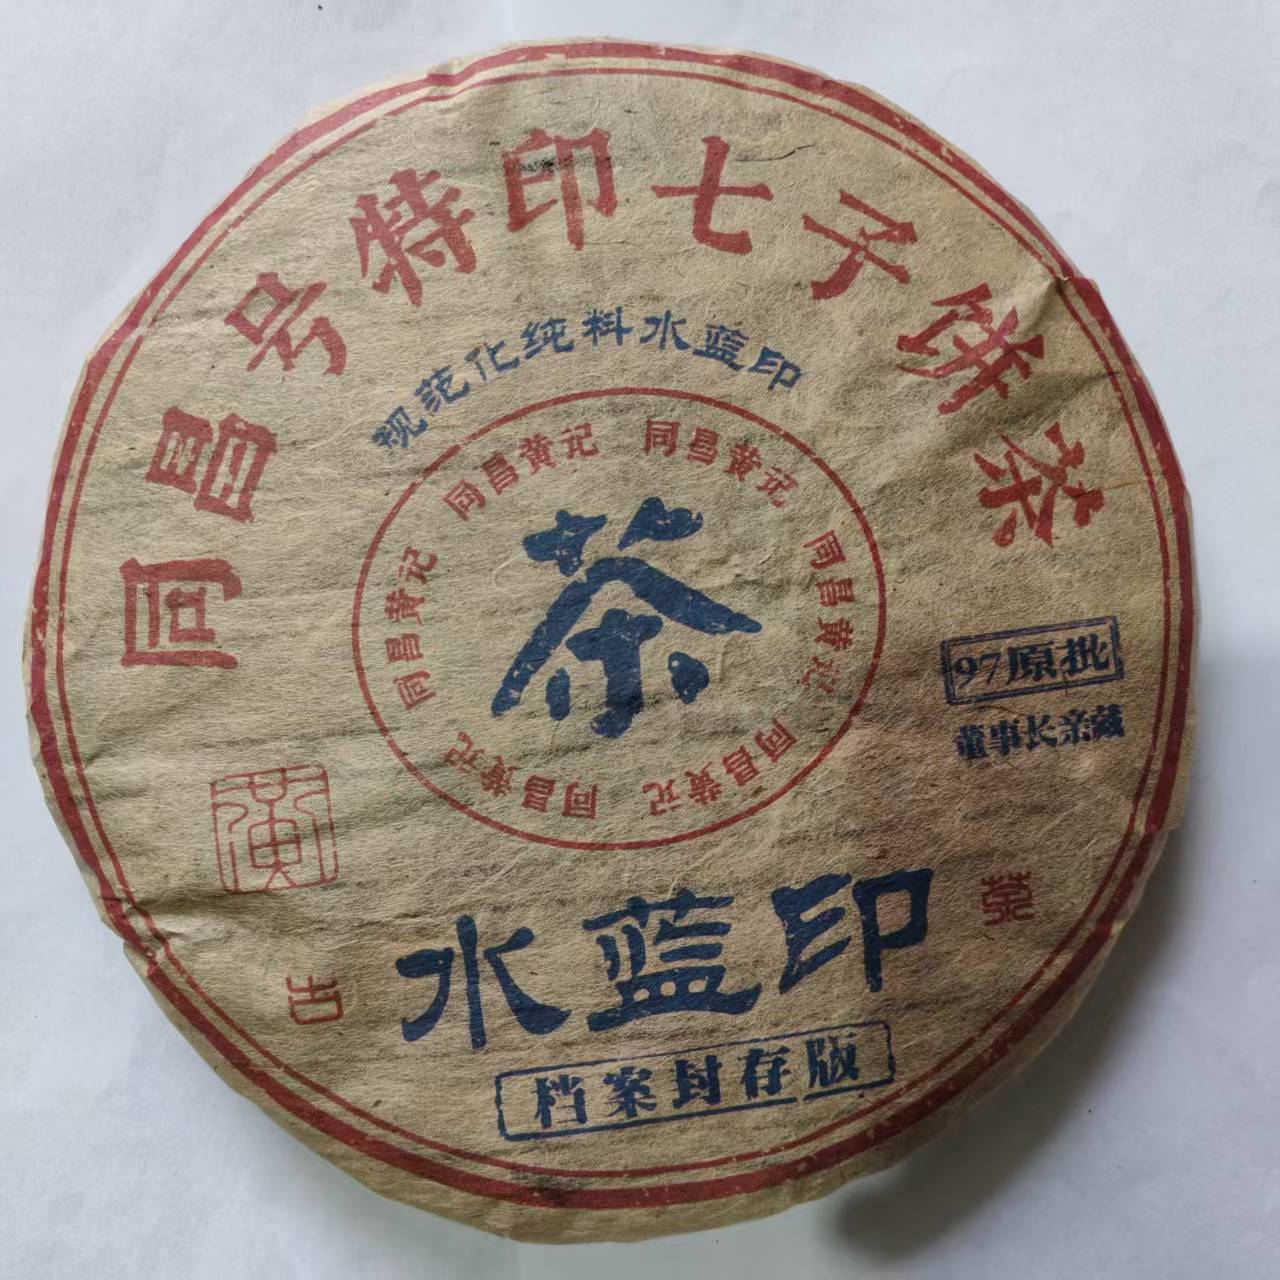 同昌号特印七子饼茶
规范化纯料水蓝印
同昌黄记 同昌黄记 同昌黄记 同昌黄记 同昌黄记 同昌黄记 同昌黄记
茶
97原批
董事长亲藏
黄
水蓝印
古
档案封存版